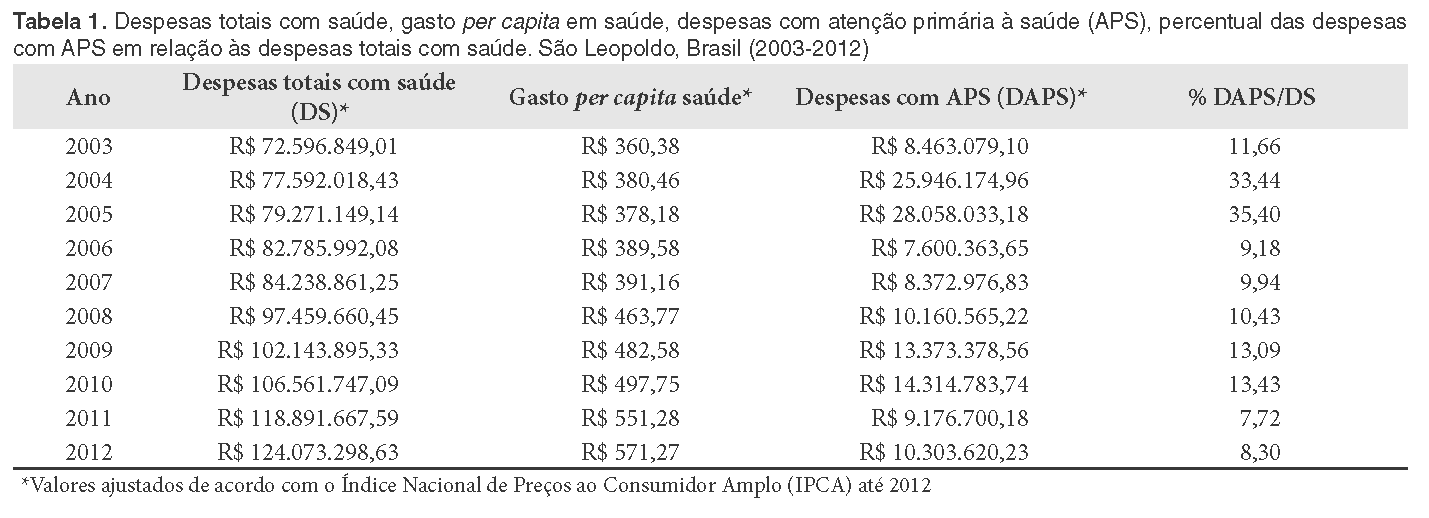 Tabela 1. Despesas totais com saúde, gasto per capita em saúde, despesas com atenção primária à saúde (APS), percentual das despesas
com APS em relação às despesas totais com saúde. São Leopoldo, Brasil (2003-2012)
Ano Despesas totais com saúde (DS)* Gasto per capita saúde* Despesas com APS (DAPS)* % DAPS/DS
2003 R$ 72.596.849,01 R$ 360,38 R$ 8.463.079,10 11,66
2004 R$ 77.592.018,43 R$ 380,46 R$ 25.946.174,96 33,44
2005 R$ 79.271.149,14 R$ 378,18 R$ 28.058.033,18 35,40
2006 R$ 82.785.992,08 R$ 389,58 R$ 7.600.363,65 9,18
2007 R$ 84.238.861,25 R$ 391,16 R$ 8.372.976,83 9,94
2008 R$ 97.459.660,45 R$ 463,77 R$ 10.160.565,22 10,43
2009 R$ 102.143.895,33 R$ 482,58 R$ 13.373.378,56 13,09
2010 R$ 106.561.747,09 R$ 497,75 R$ 14.314.783,74 13,43
2011 R$ 118.891.667,59 R$ 551,28 R$ 9.176.700,18 7,72
2012 R$ 124.073.298,63 R$ 571,27 R$ 10.303.620,23 8,30
*Valores ajustados de acordo com o Índice Nacional de Preços ao Consumidor Amplo (IPCA) até 2012